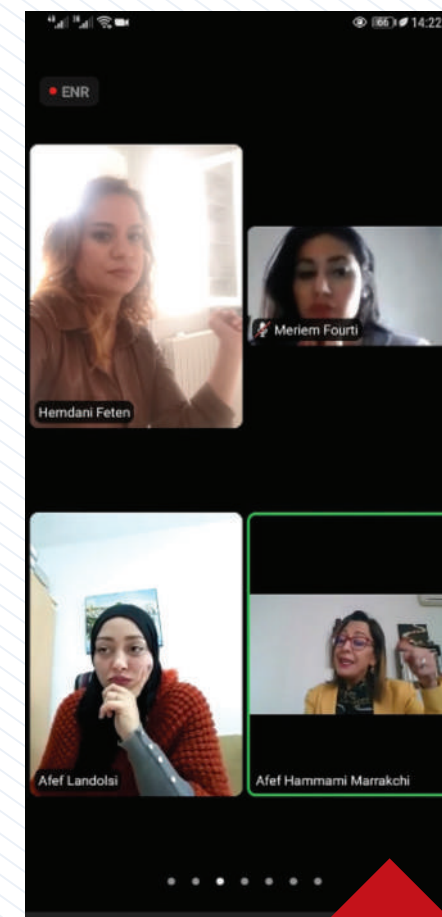 14:22
ENR
Hemdani Feten
Meriem Fourti
Afef Landolsi
Afef Hammami Marrakchi